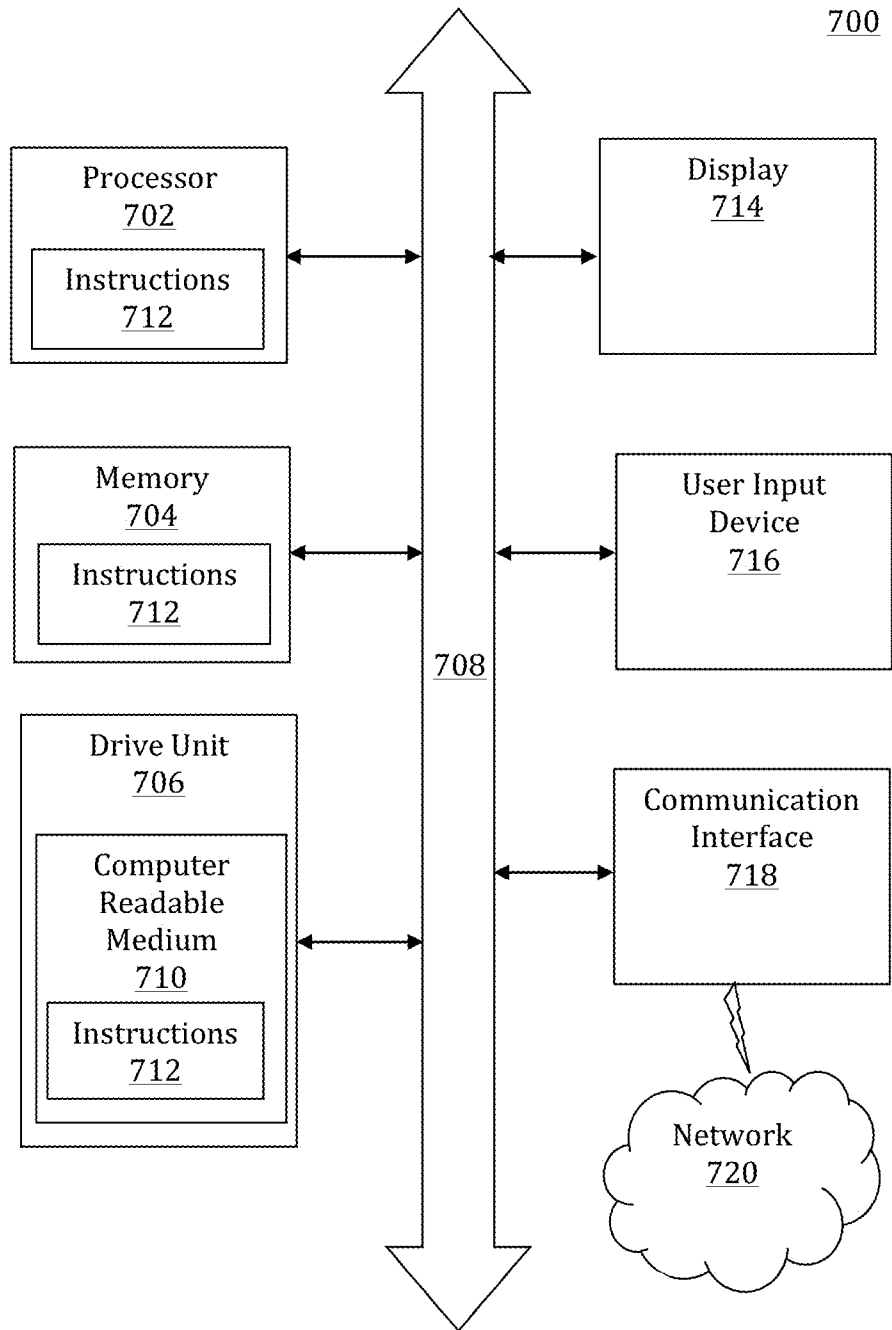 700
Processor
702
Instructions
712
Display
714
Memory
704
Instructions
712
User Input
Device
716
708
Drive Unit
706
Computer
Readable
Medium
710
Instructions
712
Communication
Interface
718
Network
720